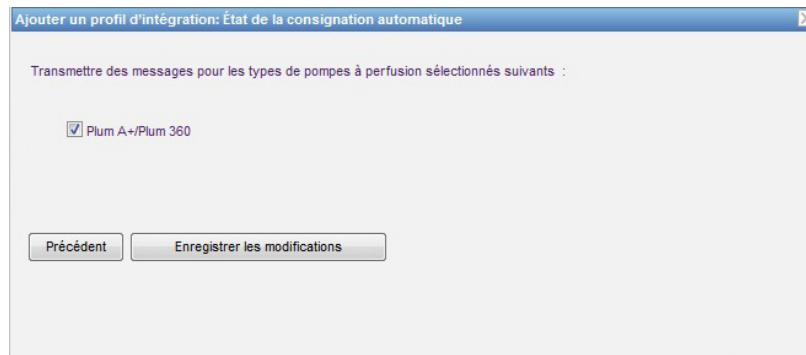 Ajouter un profil d'intégration: État de la consignation automatique
Transmettre des messages pour les types de pompes à perfusion sélectionnés suivants :
Plum A+/Plum 360
Précédent
Enregistrer les modifications